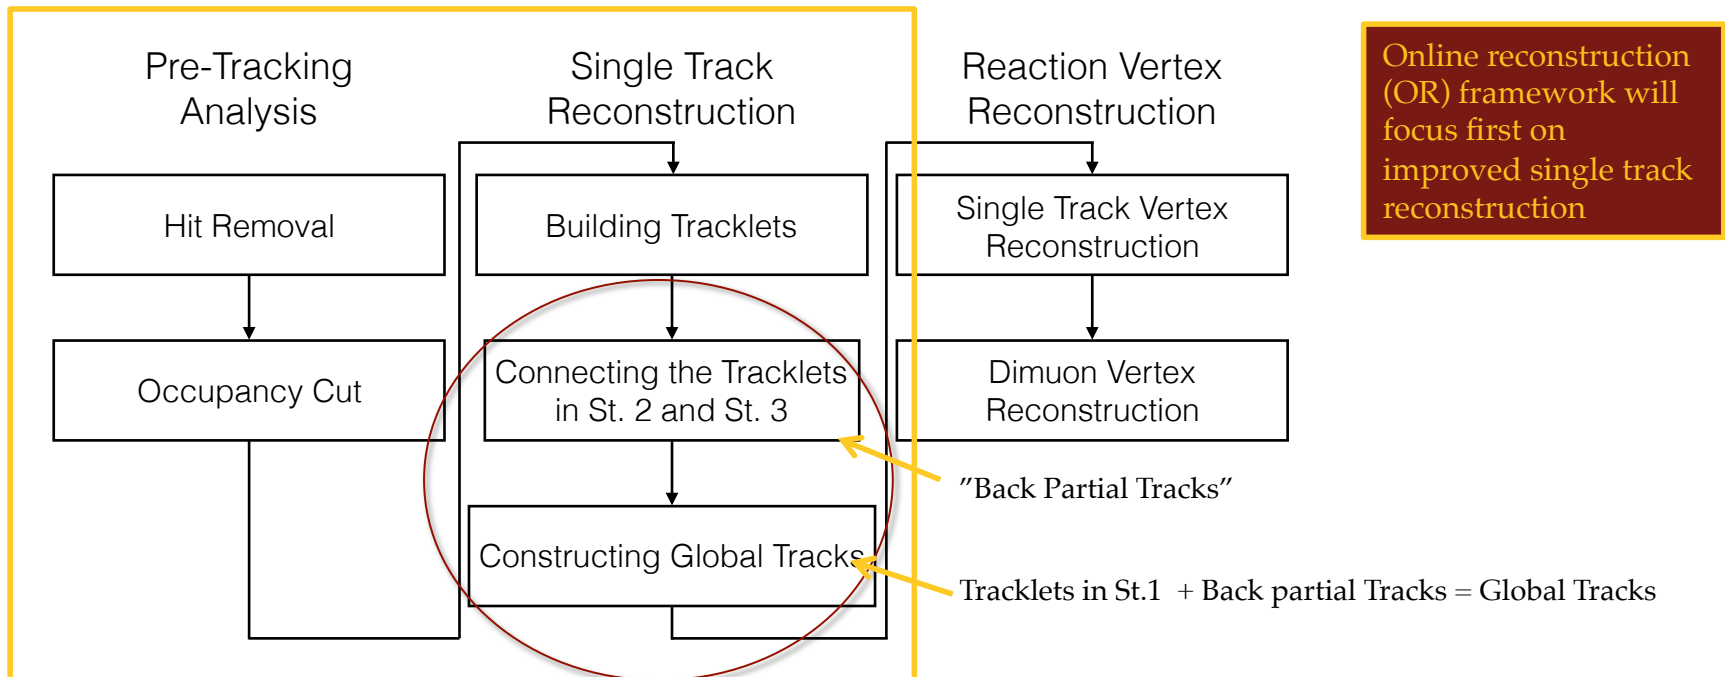 Pre-Tracking
Analysis
Hit Removal
Occupancy Cut
Single Track
Reconstruction
Building Tracklets
Connecting the Tracklets
in St. 2 and St. 3
Constructing Global Tracks
Reaction Vertex
Reconstruction
Single Track Vertex
Reconstruction
Dimuon Vertex
Reconstruction
”Back Partial Tracks”
Tracklets in St.1 + Back partial Tracks = Global Tracks
Online reconstruction
(OR) framework will
focus first on
improved single track
reconstruction